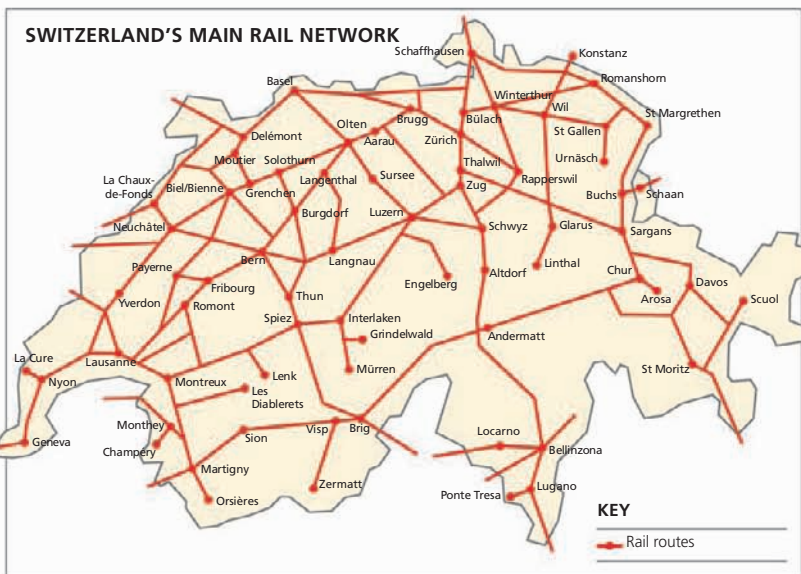 SWITZERLAND'S MAIN RAIL NETWORK
Schaffhausen
Konstanz
Romanshorn
Basel
Winterthur
Wil
St Margrethen
Olten
Brugg
Bülach
Aarau
Zürich
St Gallen
Delémont
Moutier
Solothurn
Thalwil
Urnäsch
La Chaux-
de-Fonds
Biel/Bienne
Grenchen
Langenthal
Sursee
Zug
Rapperswil
Buchs
Schaan
Burgdorf
Luzern
Neuchâtel
Schwyz
Glarus
Sargans
Bern
Langnau
Linthal
Payerne
Engelberg
Altdorf
Chur
Davos
Fribourg
Arosa
Scuol
Yverdon
Romont
Thun
Spiez
Interlaken
Grindelwald
Andermatt
La Cure
Lausanne
Mürren
St Moritz
Nyon
Montreux
Lenk
Les
Diablerets
Monthey
Visp
Brig
Locarno
Geneva
Champéry
Sion
Bellinzona
Martigny
Zermatt
Lugano
Orsières
Ponte Tresa
KEY
Rail routes